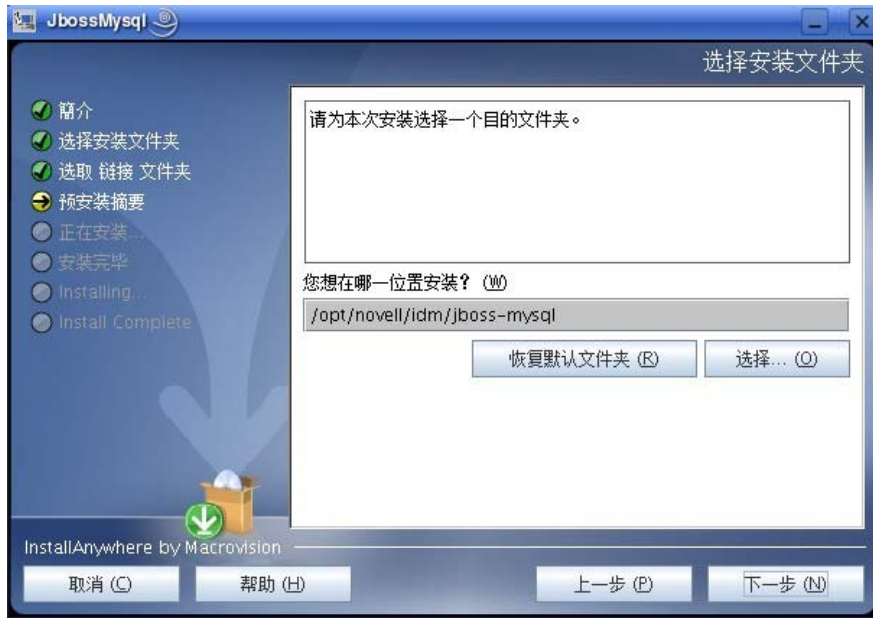 JbossMysql
选择安装文件夹
簡介
选择安装文件夹
选取 链接 文件夹
预安装摘要
正在安装...
安装完毕
Installing...
Install Complete
请为本次安装选择一个目的文件夹。
您想在哪一位置安装？ (W)
/opt/novell/idm/jboss-mysql
恢复默认文件夹 (R)
选择... (O)
InstallAnywhere by Macrovision
取消 (C)
帮助 (H)
上一步 (P)
下一步 (N)